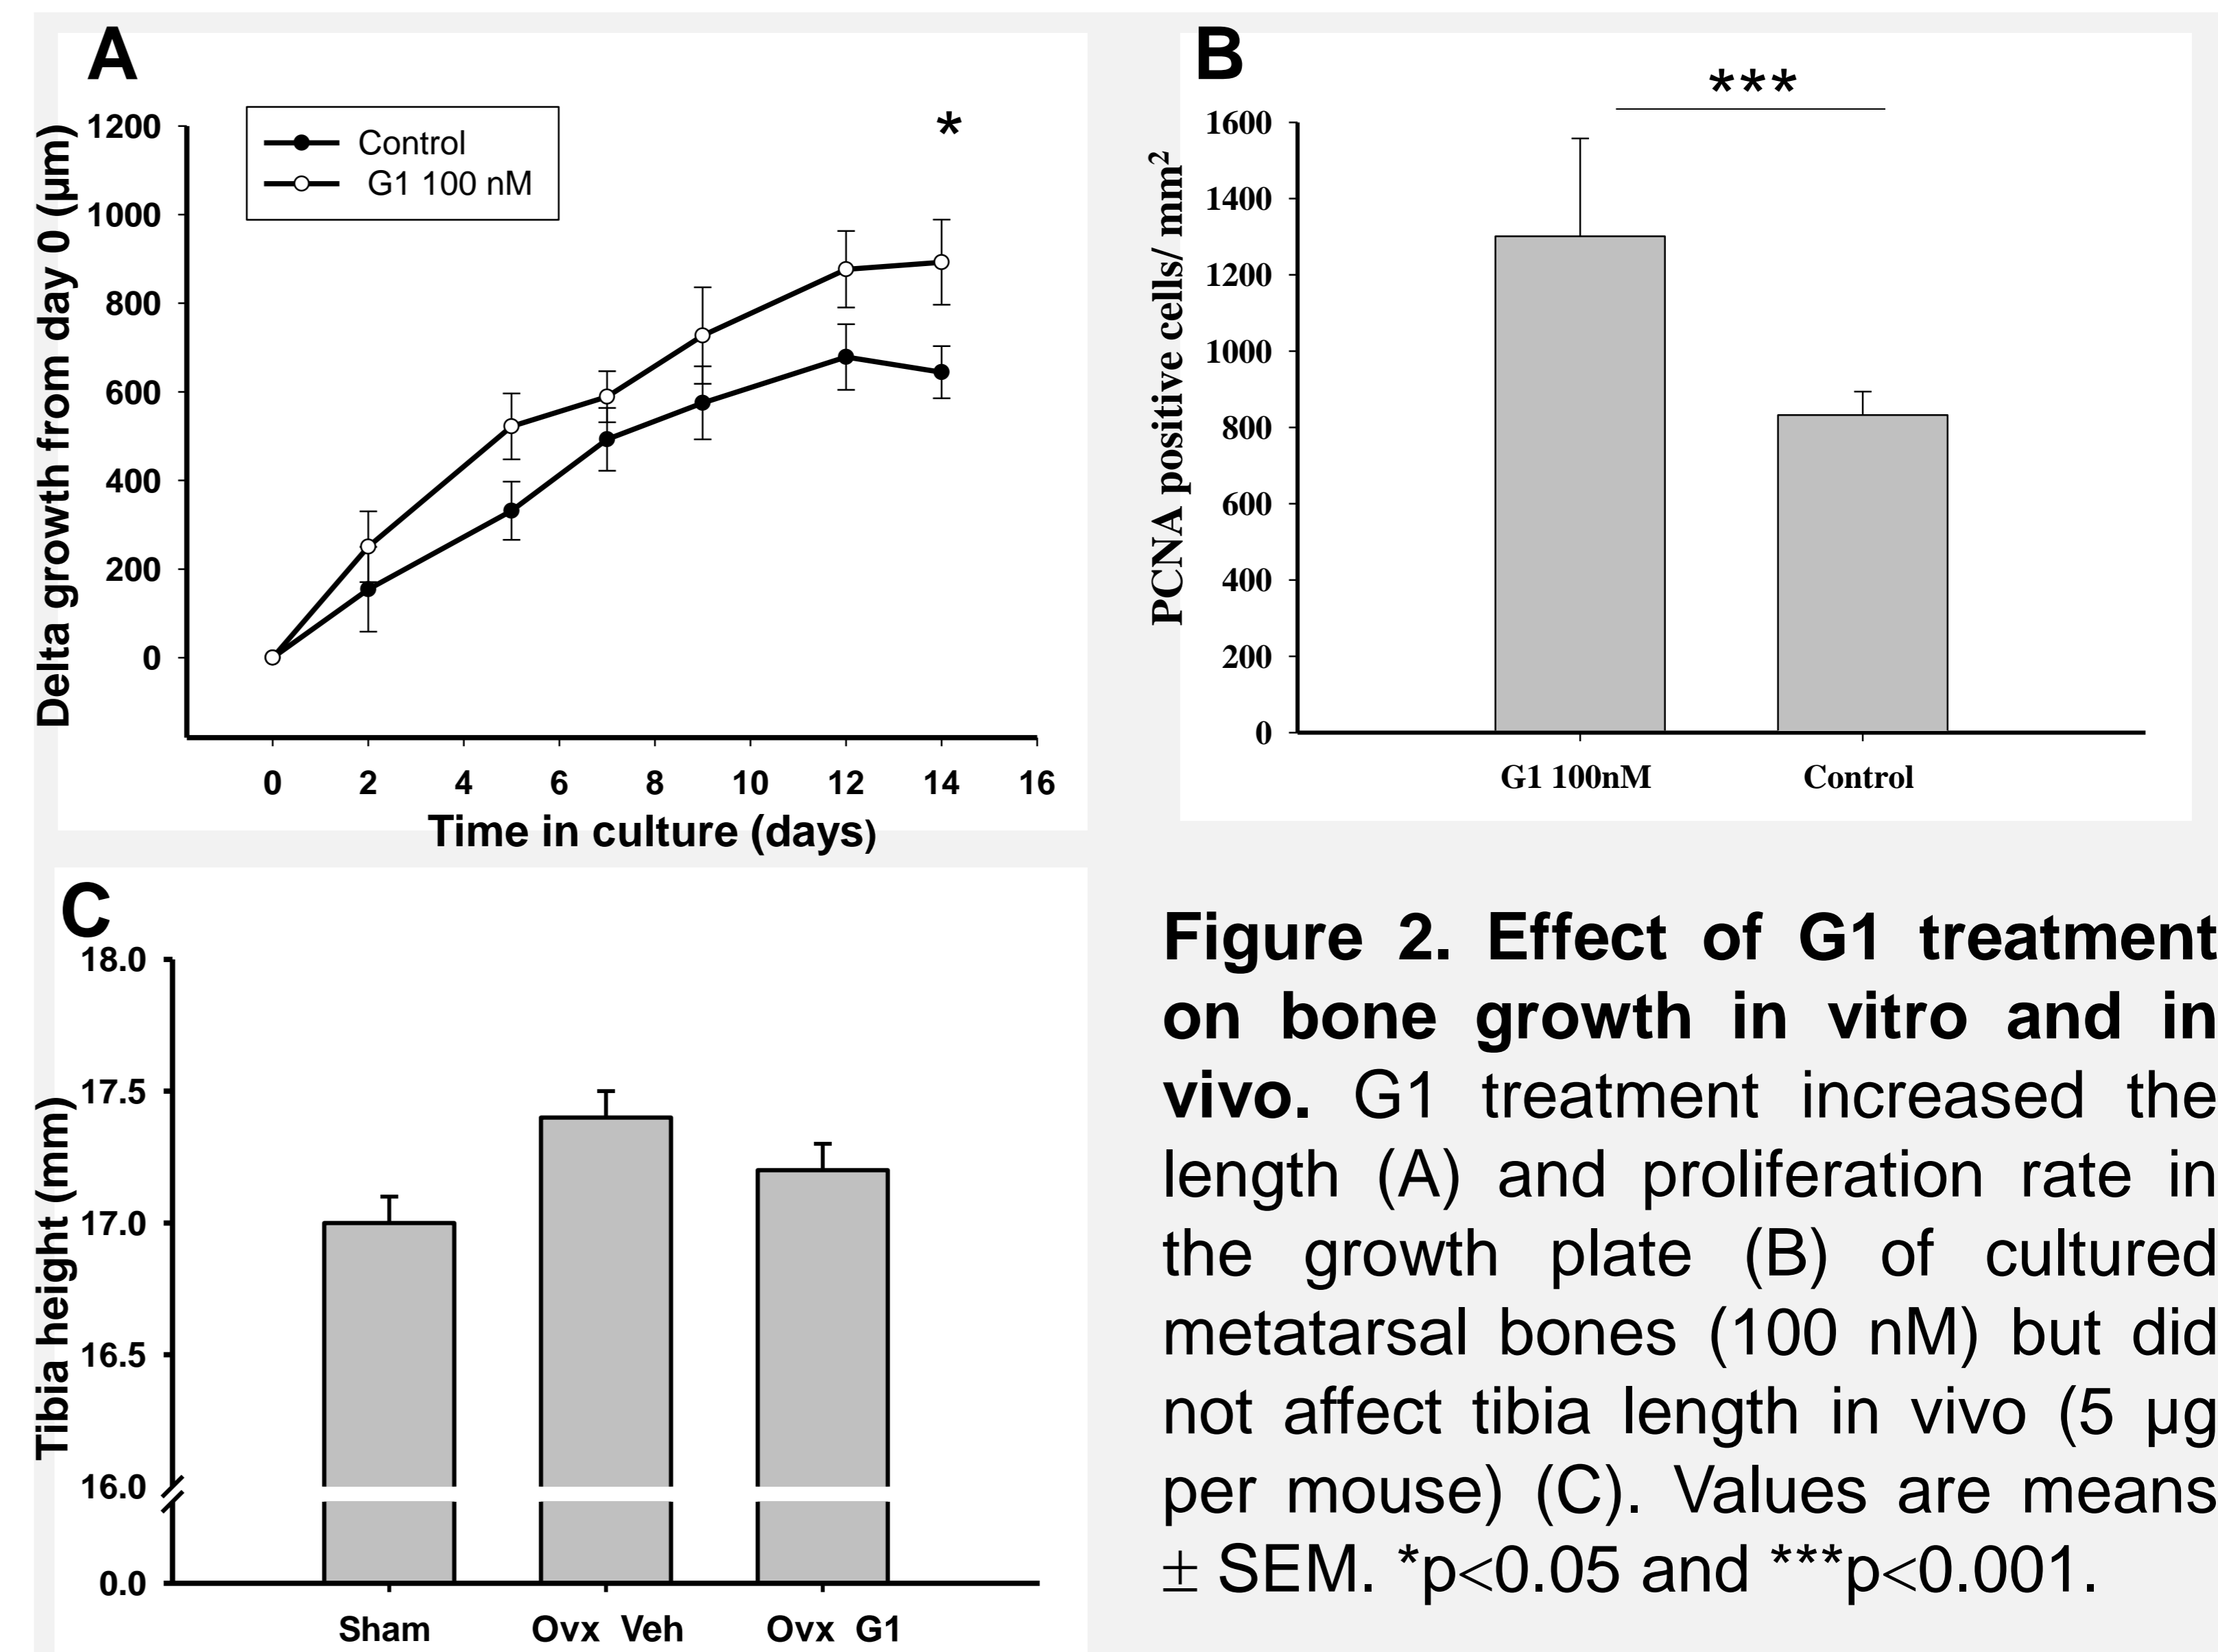 A
1200
1000
800
600
400
200
0
Delta growth from day 0 (µm)
Control
G1 100 nM
*
0 2 4 6 8 10 12 14 16
Time in culture (days)
B
***
1600
1400
1200
1000
800
600
400
200
0
PCNA positive cells/ mm²
G1 100nM Control
C
18.0
17.5
17.0
16.5
16.0
0.0
Tibia height (mm)
Sham Ovx Veh Ovx G1
Figure 2. Effect of G1 treatment
on bone growth in vitro and in
vivo. G1 treatment increased the
length (A) and proliferation rate in
the growth plate (B) of cultured
metatarsal bones (100 nM) but did
not affect tibia length in vivo (5 µg
per mouse) (C). Values are means
± SEM. *p<0.05 and ***p<0.001.